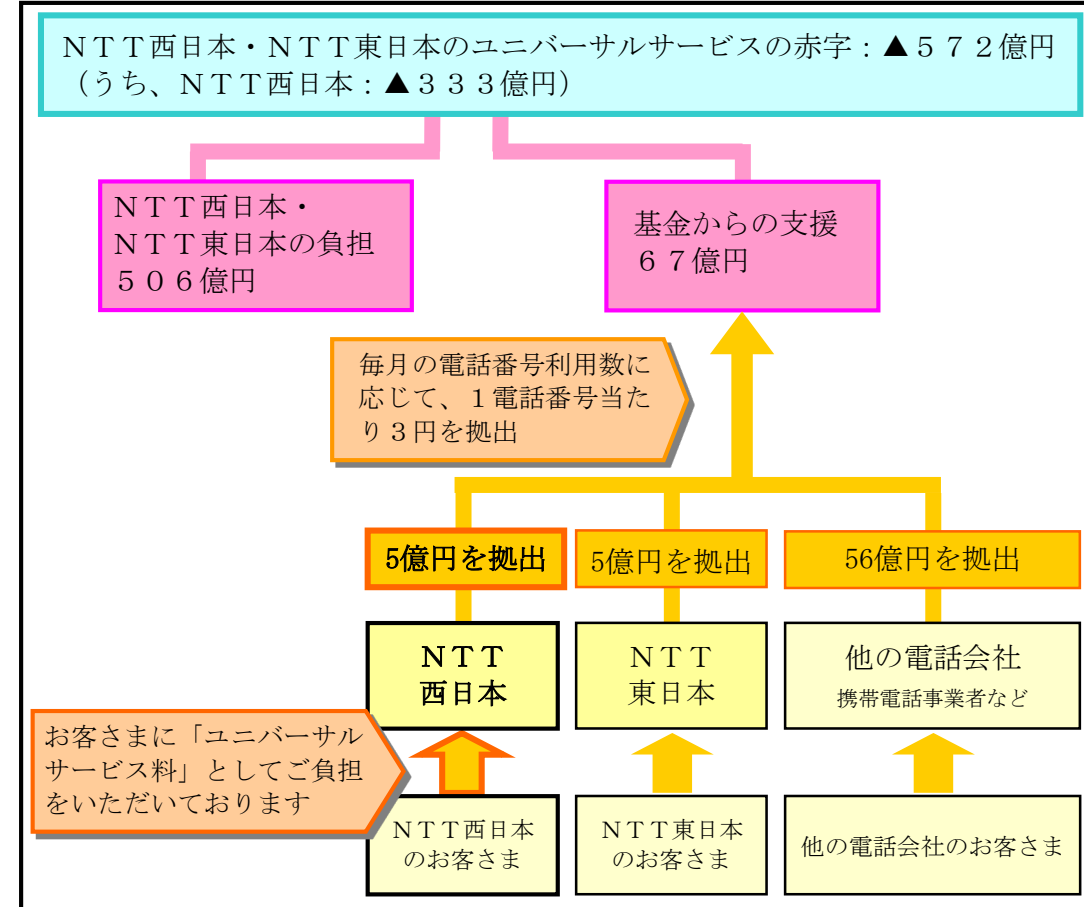 ＮＴＴ西日本・ＮＴＴ東日本のユニバーサルサービスの赤字：▲５７２億円
（うち、ＮＴＴ西日本：▲３３３億円）
ＮＴＴ西日本・
ＮＴＴ東日本の負担
５０６億円
基金からの支援
６７億円
毎月の電話番号利用数に
応じて、１電話番号当た
り３円を拠出
5億円を拠出
5億円を拠出
56億円を拠出
ＮＴＴ
西日本
ＮＴＴ
東日本
他の電話会社
携帯電話事業者など
お客さまに「ユニバーサル
サービス料」としてご負担
をいただいております
ＮＴＴ西日本
のお客さま
ＮＴＴ東日本
のお客さま
他の電話会社のお客さま